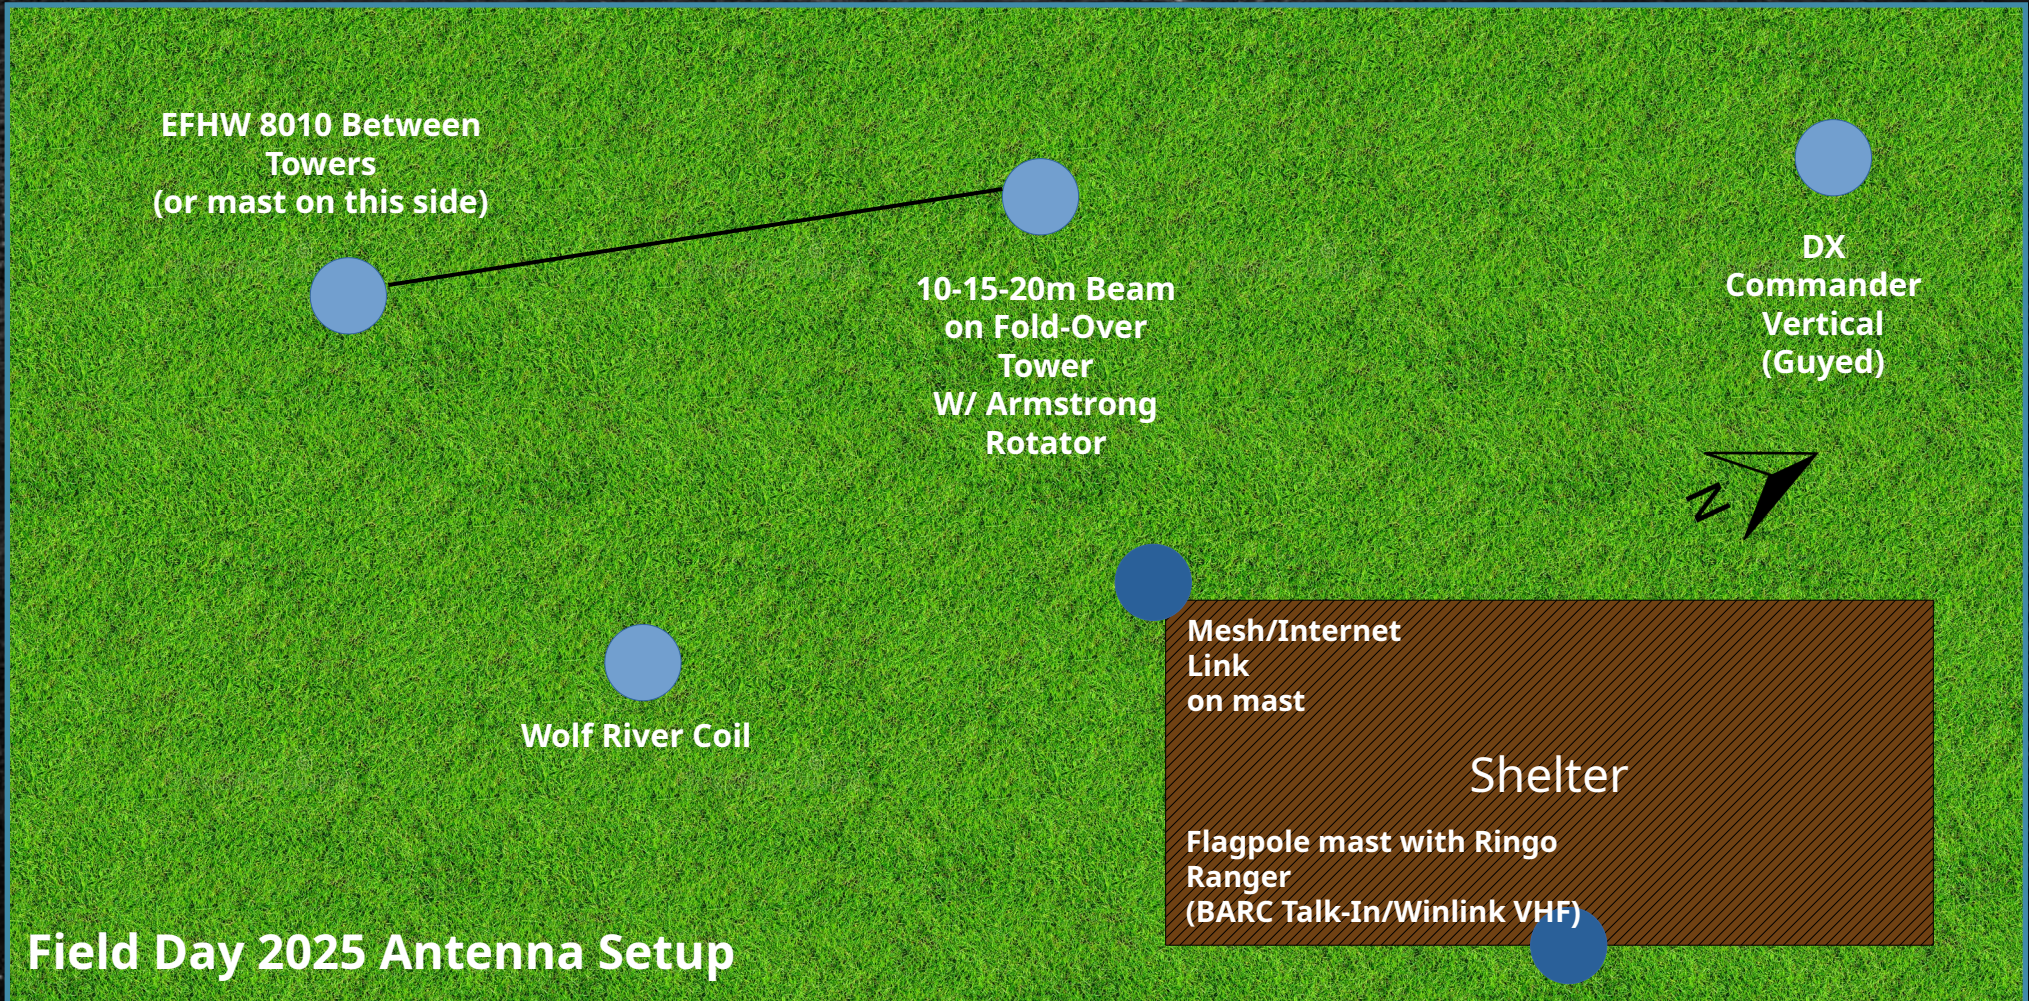 EFHW 8010 Between
Towers
(or mast on this side)
10-15-20m Beam
on Fold-Over
Tower
W/ Armstrong
Rotator
DX
Commander
Vertical
(Guyed)
N
Wolf River Coil
Mesh/Internet
Link
on mast
Shelter
Flagpole mast with Ringo
Ranger
(BARC Talk-In/Winlink VHF)
Field Day 2025 Antenna Setup